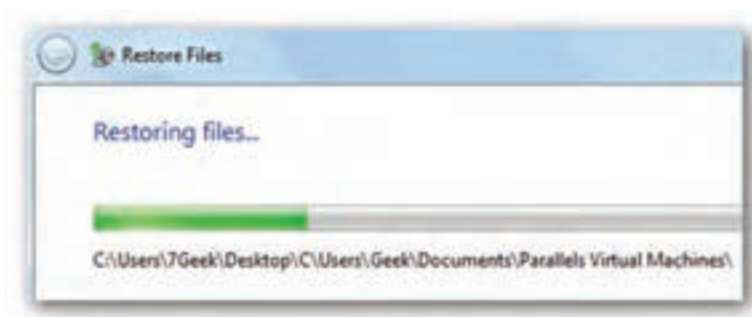 Restore Files
Restoring files...
C:\Users\7Geek\Desktop\C\Users\Geek\Documents\Parallels Virtual Machines\